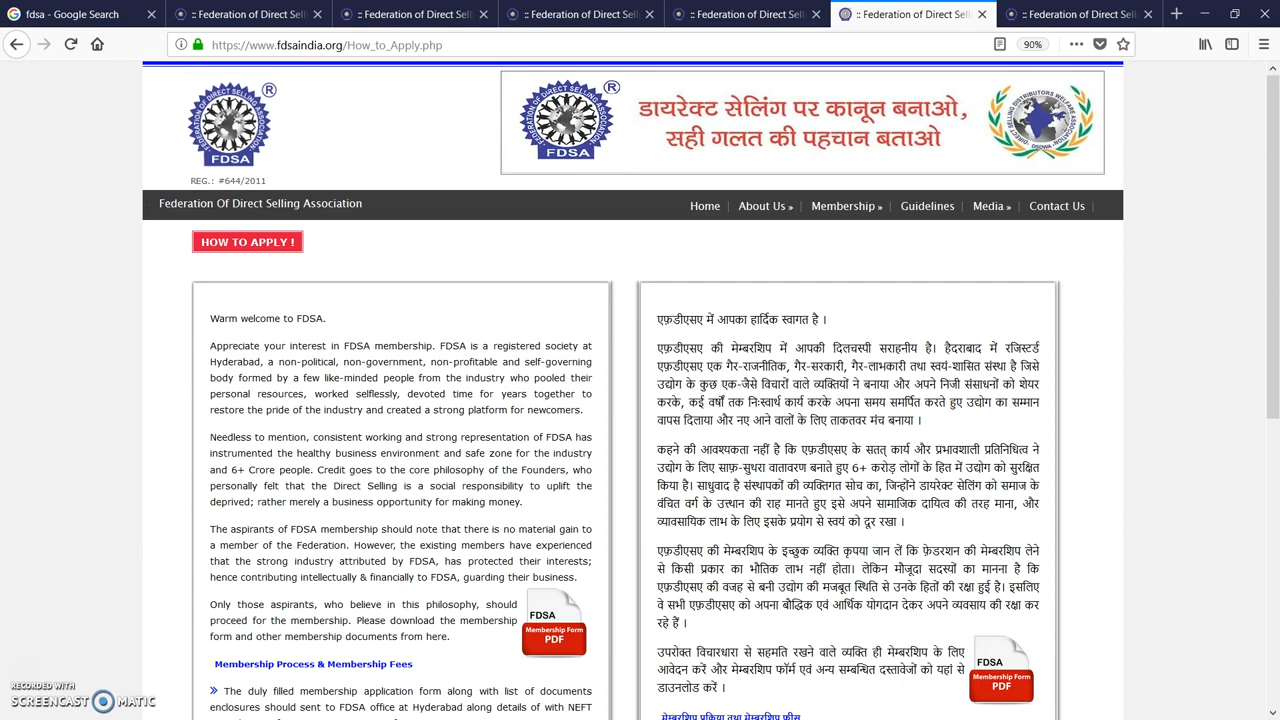 fdsa - Google Search
:: Federation of Direct Sell
:: Federation of Direct Sell
:: Federation of Direct Sell
:: Federation of Direct Sell
:: Federation of Direct Sell
:: Federation of Direct Sell
https://www.fdsaindia.org/How_to_Apply.php
90%
FEDERATION OF DIRECT SELLING ASSOCIATION
FDSA
REG.: #644/2011
FEDERATION OF DIRECT SELLING ASSOCIATION
FDSA
डायरेक्ट सेलिंग पर कानून बनाओ,
सही गलत की पहचान बताओ
Federation Of Direct Selling Association
Home
About Us »
Membership »
Guidelines
Media »
Contact Us
HOW TO APPLY !
Warm welcome to FDSA.
Appreciate your interest in FDSA membership. FDSA is a registered society at
Hyderabad, a non-political, non-government, non-profitable and self-governing
body formed by a few like-minded people from the industry who pooled their
personal resources, worked selflessly, devoted time for years together to
restore the pride of the industry and created a strong platform for newcomers.
Needless to mention, consistent working and strong representation of FDSA has
instrumented the healthy business environment and safe zone for the industry
and 6+ Crore people. Credit goes to the core philosophy of the Founders, who
personally felt that the Direct Selling is a social responsibility to uplift the
deprived; rather merely a business opportunity for making money.
The aspirants of FDSA membership should note that there is no material gain to
a member of the Federation. However, the existing members have experienced
that the strong industry attributed by FDSA, has protected their interests;
hence contributing intellectually & financially to FDSA, guarding their business.
Only those aspirants, who believe in this philosophy, should
proceed for the membership. Please download the membership
form and other membership documents from here.
FDSA
Membership Form
PDF
Membership Process & Membership Fees
» The duly filled membership application form along with list of documents
enclosures should sent to FDSA office at Hyderabad along details of with NEFT
एफ़डीएसए में आपका हार्दिक स्वागत है ।
एफ़डीएसए की मेम्बरशिप में आपकी दिलचस्पी सराहनीय है। हैदराबाद में रजिस्टर्ड
एफ़डीएसए एक गैर-राजनीतिक, गैर-सरकारी, गैर-लाभकारी तथा स्वयं-शासित संस्था है जिसे
उद्योग के कुछ एक-जैसे विचारों वाले व्यक्तियों ने बनाया और अपने निजी संसाधनों को शेयर
करके, कई वर्षों तक निःस्वार्थ कार्य करके अपना समय समर्पित करते हुए उद्योग का सम्मान
वापस दिलाया और नए आने वालों के लिए ताकतवर मंच बनाया ।
कहने की आवश्यकता नहीं है कि एफ़डीएसए के सतत् कार्य और प्रभावशाली प्रतिनिधित्व ने
उद्योग के लिए साफ़-सुथरा वातावरण बनाते हुए 6+ करोड़ लोगों के हित में उद्योग को सुरक्षित
किया है। साधुवाद है संस्थापकों की व्यक्तिगत सोच का, जिन्होंने डायरेक्ट सेलिंग को समाज के
वंचित वर्ग के उत्त्थान की राह मानते हुए इसे अपने सामाजिक दायित्व की तरह माना, और
व्यावसायिक लाभ के लिए इसके प्रयोग से स्वयं को दूर रखा ।
एफ़डीएसए की मेम्बरशिप के इच्छुक व्यक्ति कृपया जान लें कि फ़ेडरशन की मेम्बरशिप लेने
से किसी प्रकार का भौतिक लाभ नहीं होता। लेकिन मौजूदा सदस्यों का मानना है कि
एफ़डीएसए की वजह से बनी उद्योग की मजबूत स्थिति से उनके हितों की रक्षा हुई है। इसलिए
वे सभी एफ़डीएसए को अपना बौद्धिक एवं आर्थिक योगदान देकर अपने व्यवसाय की रक्षा कर
रहे हैं ।
उपरोक्त विचारधारा से सहमति रखने वाले व्यक्ति ही मेम्बरशिप के लिए
आवेदन करें और मेम्बरशिप फॉर्म एवं अन्य सम्बन्धित दस्तावेजों को यहां से
डाउनलोड करें ।
FDSA
Membership Form
PDF
मेम्बरशिप प्रक्रिया तथा मेम्बरशिप फीस
RECORDED WITH
SCREENCAST MATIC